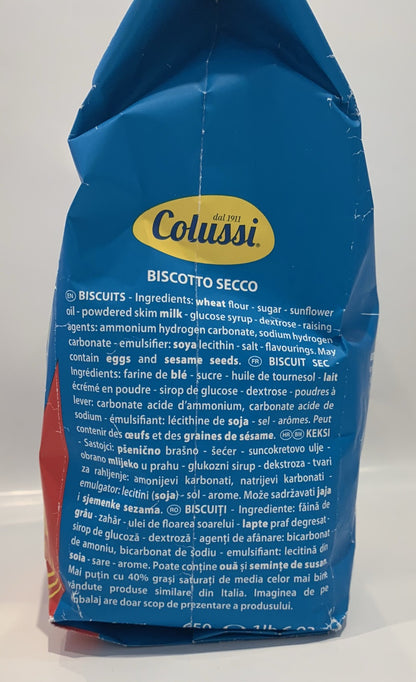 dal 1911
Colussi®
BISCOTTO SECCO
EN BISCUITS - Ingredients: wheat flour - sugar - sunflower
oil - powdered skim milk - glucose syrup - dextrose - raising
agents: ammonium hydrogen carbonate, sodium hydrogen
carbonate - emulsifier: soya lecithin - salt - flavourings. May
contain eggs and sesame seeds. FR BISCUIT SEC -
Ingrédients: farine de blé - sucre - huile de tournesol - lait
écrémé en poudre - sirop de glucose - dextrose - poudres à
lever: carbonate acide d'ammonium, carbonate acide de
sodium - émulsifiant: lécithine de soja - sel - arômes. Peut
contenir des œufs et des graines de sésame. HR BIH KEKSI
- Sastojci: pšenično brašno - šećer - suncokretovo ulje -
obrano mlijeko u prahu - glukozni sirup - dekstroza - tvari
za rahljenje: amonijevi karbonati, natrijevi karbonati -
emulgator: lecitini (soja) - sol - arome. Može sadržavati jaja
i sjemenke sezama. RO BISCUIȚI - Ingrediente: făină de
grâu - zahăr - ulei de floarea soarelui - lapte praf degresat -
sirop de glucoză - dextroză - agenți de afânare: bicarbonat
de amoniu, bicarbonat de sodiu - emulsifiant: lecitină din
soia - sare - arome. Poate conține ouă și semințe de susan.
Mai puțin cu 40% grași saturați de media celor mai bine
vândute produse similare din Italia. Imaginea de pe
ambalaj are doar scop de prezentare a produsului.
650 1lb